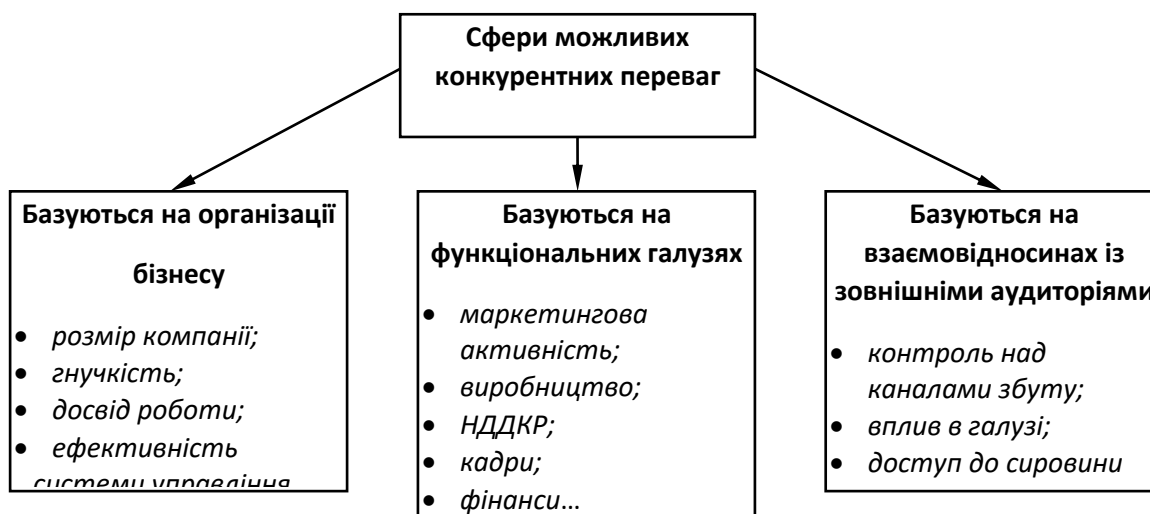 Сфери можливих
конкурентних переваг
Базуються на організації
бізнесу
• розмір компанії;
• гнучкість;
• досвід роботи;
• ефективність
системи управління
Базуються на
функціональних галузях
• маркетингова
активність;
• виробництво;
• НДДКР;
• кадри;
• фінанси…
Базуються на
взаємовідносинах із
зовнішніми аудиторіями
• контроль над
каналами збуту;
• вплив в галузі;
• доступ до сировини